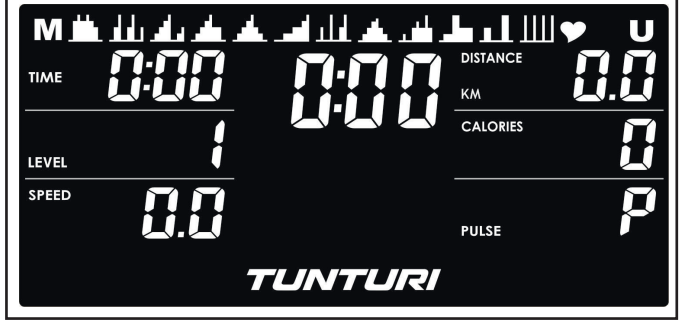 M U
TIME 0:00
0:00
DISTANCE
KM 0.0
LEVEL 1
CALORIES 0
SPEED 0.0
PULSE P
TUNTURI